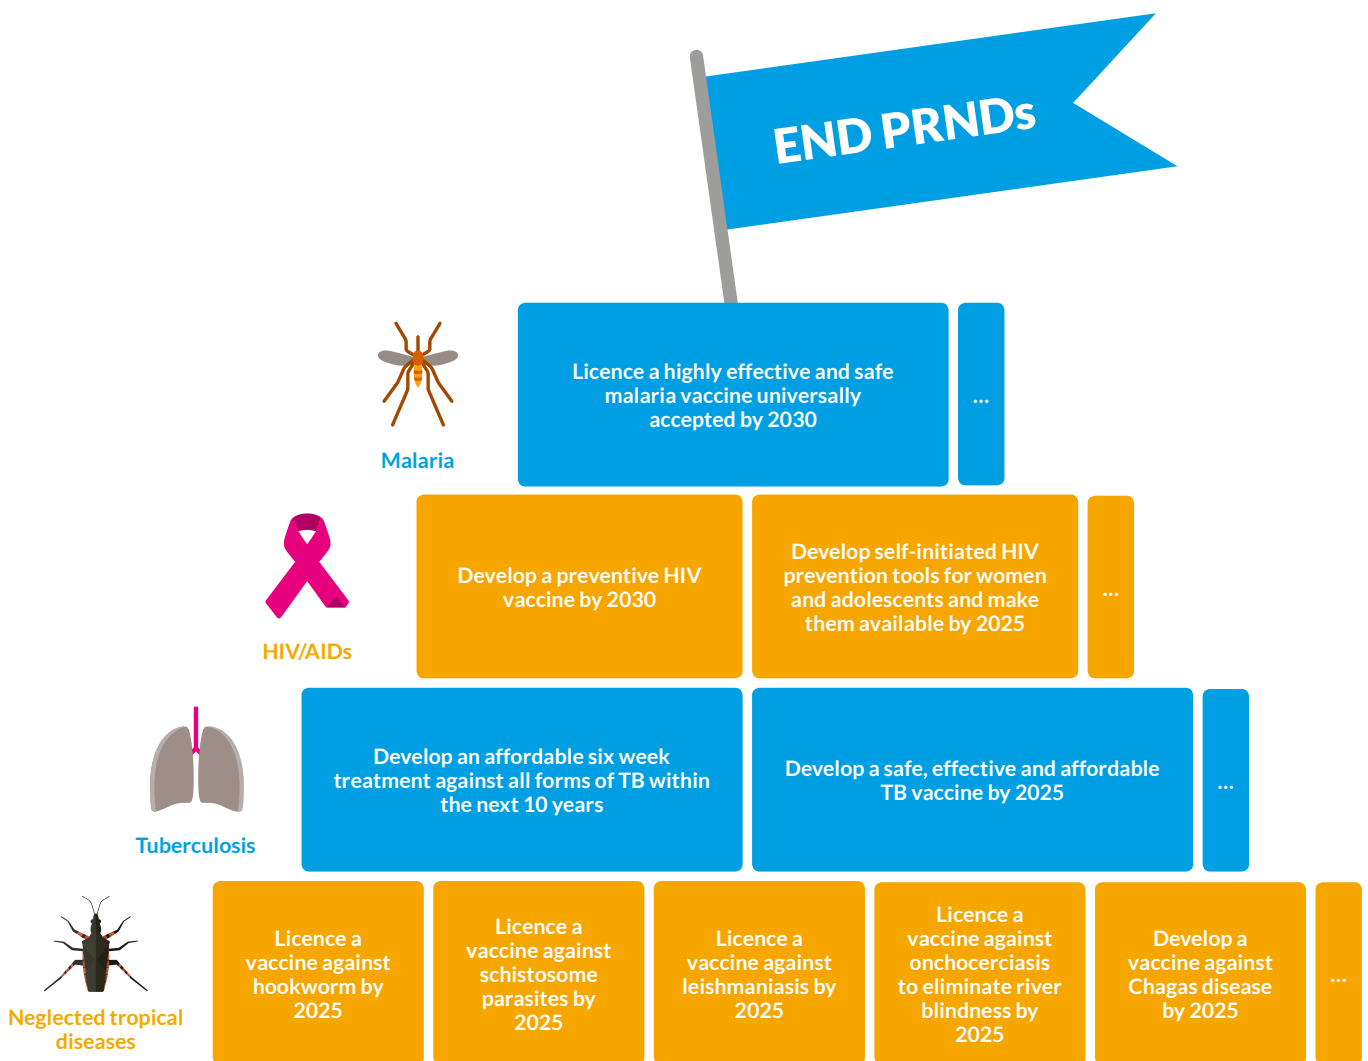 END PRNDs
Licence a highly effective and safe
malaria vaccine universally
accepted by 2030
...
Malaria
Develop a preventive HIV
vaccine by 2030
Develop self-initiated HIV
prevention tools for women
and adolescents and make
them available by 2025
...
HIV/AIDs
Develop an affordable six week
treatment against all forms of TB within
the next 10 years
Develop a safe, effective and affordable
TB vaccine by 2025
...
Tuberculosis
Licence a
vaccine against
hookworm by
2025
Licence a
vaccine against
schistosome
parasites by
2025
Licence a
vaccine against
leishmaniasis by
2025
Licence a
vaccine against
onchocerciasis
to eliminate river
blindness by
2025
Develop a
vaccine against
Chagas disease
by 2025
...
Neglected tropical
diseases